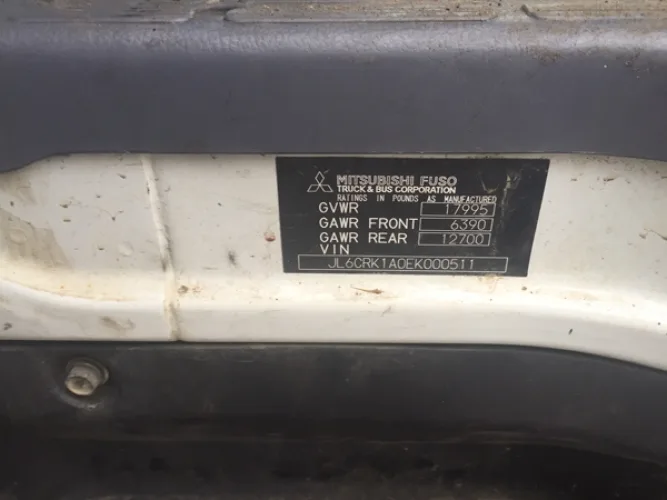 MITSUBISHI FUSO
TRUCK & BUS CORPORATION
RATINGS IN POUNDS AS MANUFACTURED
GVWR 17995
GAWR FRONT 6390
GAWR REAR 12700
VIN
JL6CRK1A0EK000511